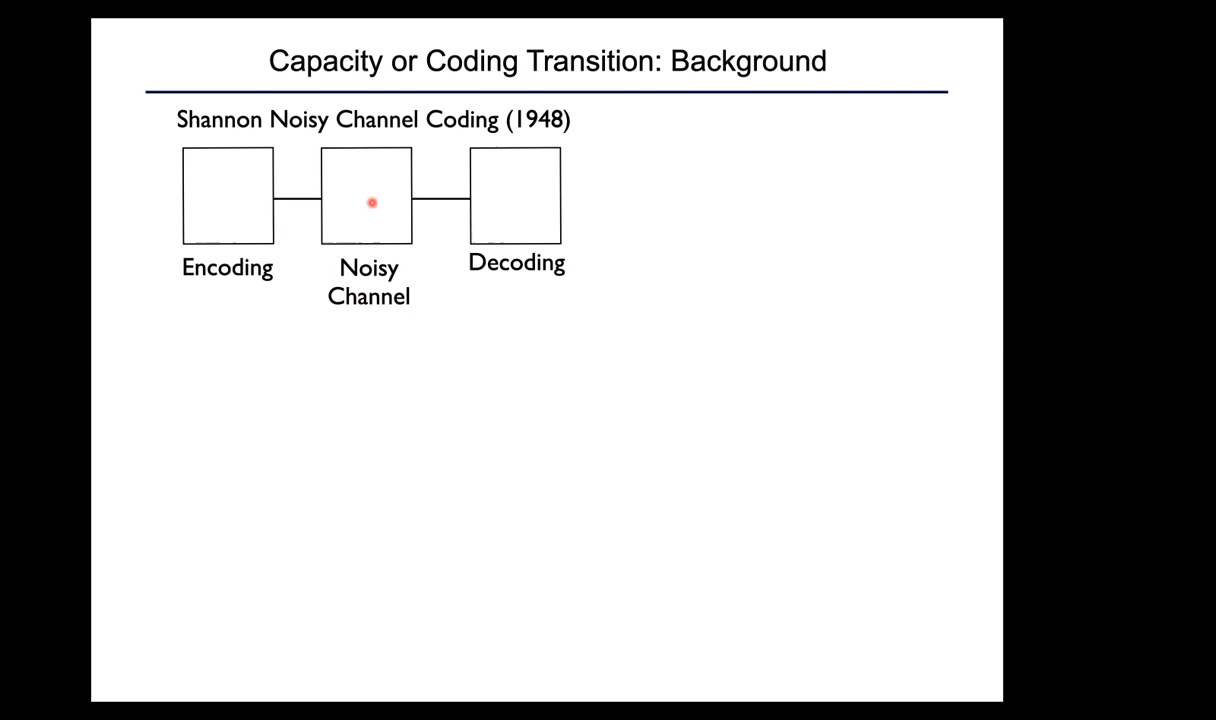 Capacity or Coding Transition: Background
Shannon Noisy Channel Coding (1948)
Encoding
Noisy
Channel
Decoding